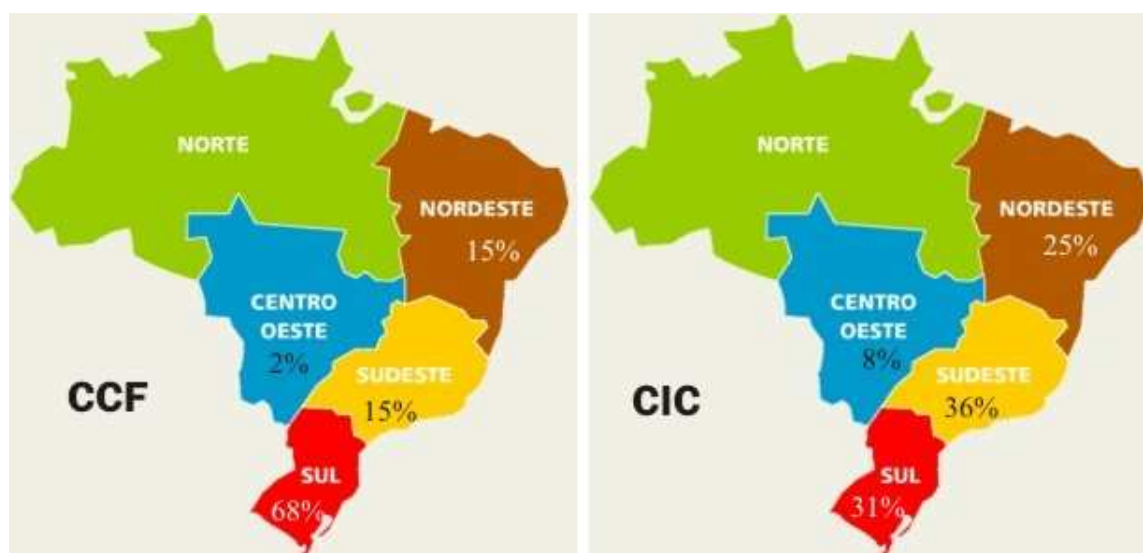 NORTE
NORDESTE
15%
CENTRO
OESTE
2%
SUDESTE
15%
CCF
SUL
68%
NORTE
NORDESTE
25%
CENTRO
OESTE
8%
SUDESTE
36%
CIC
SUL
31%